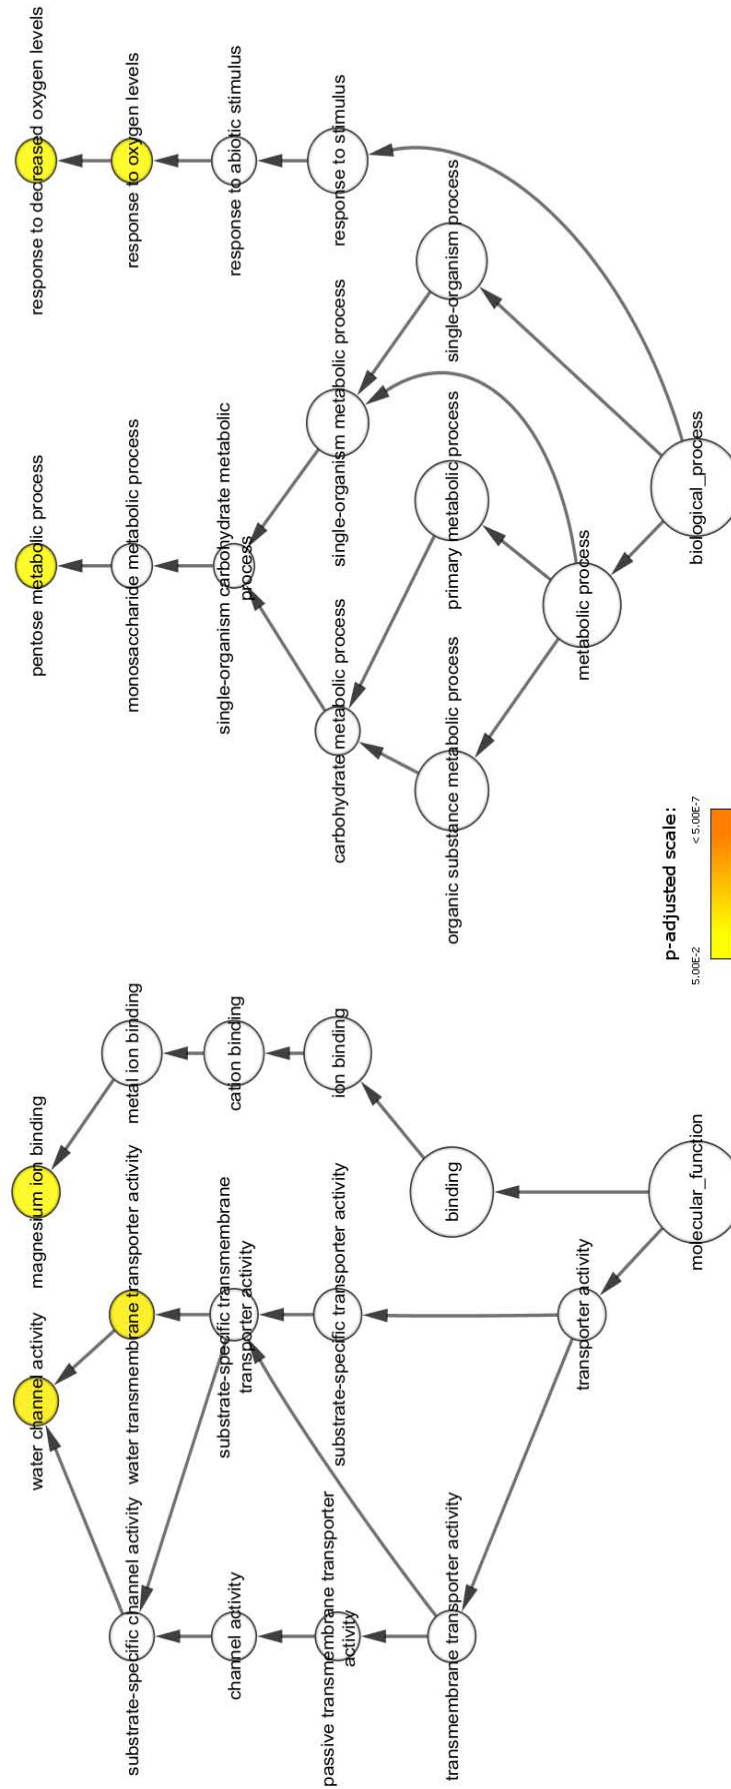 water channel activity
magnesium ion binding
substrate-specific channel activity
water transmembrane transporter activity
metal ion binding
channel activity
substrate-specific transmembrane
transporter activity
cation binding
passive transmembrane transporter
activity
substrate-specific transporter activity
ion binding
transmembrane transporter activity
binding
transporter activity
molecular_function
pentose metabolic process
response to decreased oxygen levels
monosaccharide metabolic process
response to oxygen levels
single-organism carbohydrate metabolic
process
response to abiotic stimulus
carbohydrate metabolic process
single-organism metabolic process
response to stimulus
organic substance metabolic process
primary metabolic process
single-organism process
metabolic process
biological_process
p-adjusted scale:
5.00E-2
< 5.00E-7